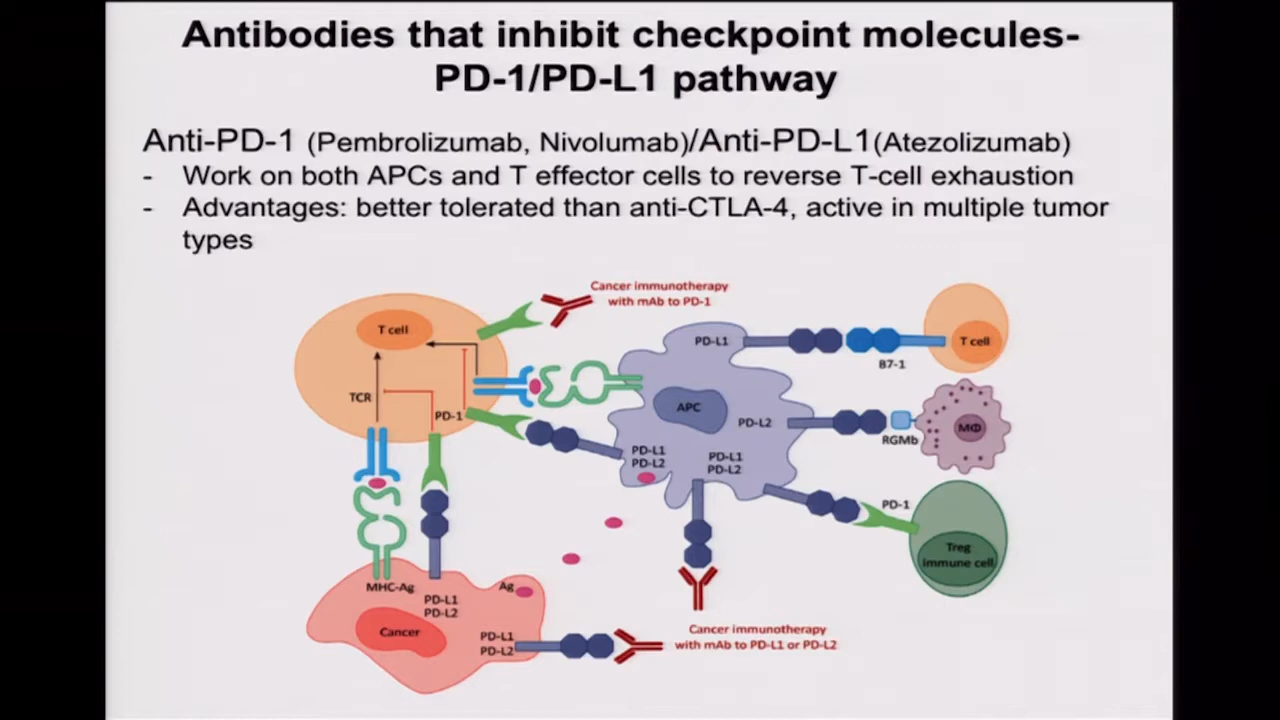 Antibodies that inhibit checkpoint molecules-
PD-1/PD-L1 pathway
Anti-PD-1 (Pembrolizumab, Nivolumab)/Anti-PD-L1(Atezolizumab)
- Work on both APCs and T effector cells to reverse T-cell exhaustion
- Advantages: better tolerated than anti-CTLA-4, active in multiple tumor
types
Cancer immunotherapy
with mAb to PD-1
T cell
PD-L1
T cell
B7-1
TCR
PD-1
APC
PD-L2
MΦ
RGMb
PD-L1
PD-L2
PD-L1
PD-L2
PD-1
Treg
immune cell
MHC-Ag
Ag
PD-L1
PD-L2
Cancer
PD-L1
PD-L2
Cancer immunotherapy
with mAb to PD-L1 or PD-L2